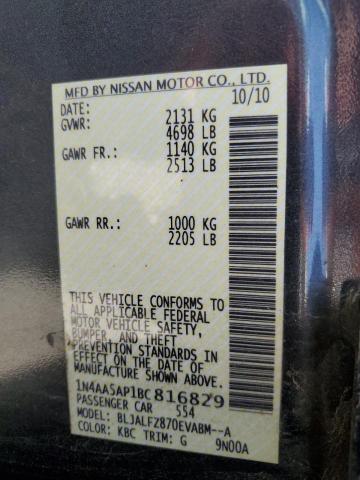 MFD BY NISSAN MOTOR CO., LTD.
DATE: 10/10
GVWR: 2131 KG
4698 LB
GAWR FR.: 1140 KG
2513 LB
GAWR RR.: 1000 KG
2205 LB
THIS VEHICLE CONFORMS TO
ALL APPLICABLE FEDERAL
MOTOR VEHICLE SAFETY,
BUMPER, AND THEFT
PREVENTION STANDARDS IN
EFFECT ON THE DATE OF
MANUFACTURE SHOWN ABOVE.
1N4AA5AP1BC816829
PASSENGER CAR 554
MODEL: BLJALFZ870EVABM--A
COLOR: KBC TRIM: G 9N00A